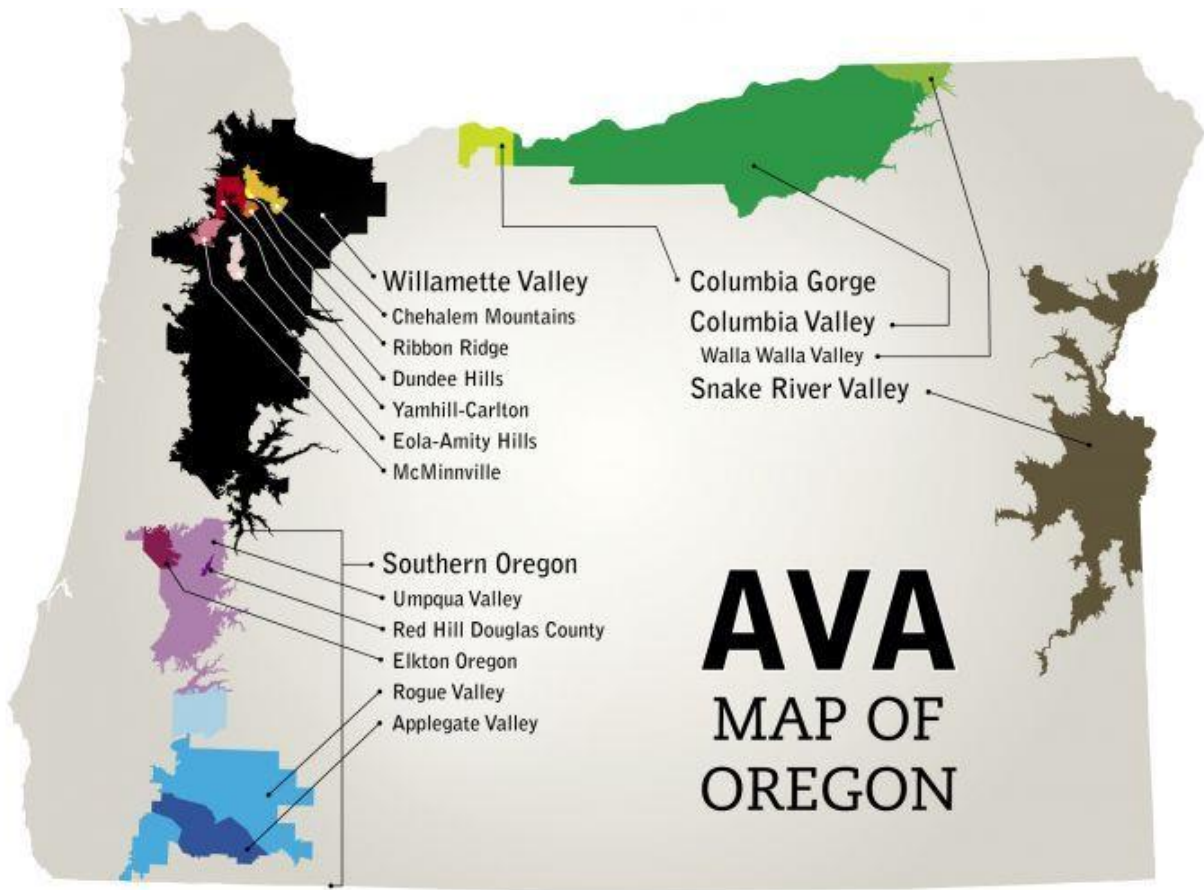 Willamette Valley
Chehalem Mountains
Ribbon Ridge
Dundee Hills
Yamhill-Carlton
Eola-Amity Hills
McMinnville
Columbia Gorge
Columbia Valley
Walla Walla Valley
Snake River Valley
Southern Oregon
Umpqua Valley
Red Hill Douglas County
Elkton Oregon
Rogue Valley
Applegate Valley
AVA
MAP OF
OREGON